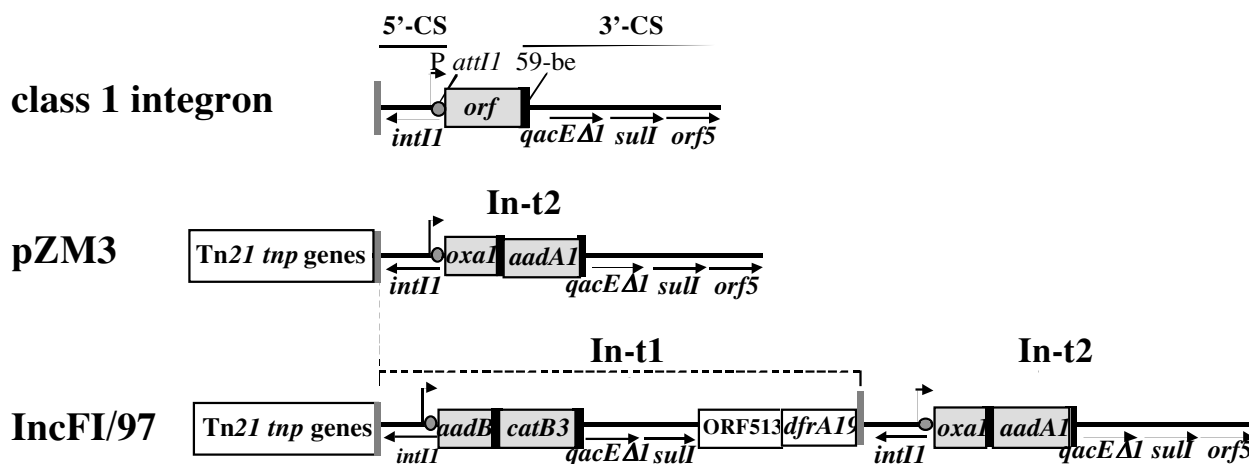 5’-CS 3’-CS
P attI1 59-be
class 1 integron orf
intI1 qacEΔ1 sulI orf5
In-t2
pZM3 Tn21 tnp genes oxa1 aadA1
intI1 qacEΔ1 sulI orf5
In-t1 In-t2
IncFI/97 Tn21 tnp genes aadB catB3 ORF513 dfrA19 oxa1 aadA1
intI1 qacEΔ1 sulI intI1 qacEΔ1 sulI orf5